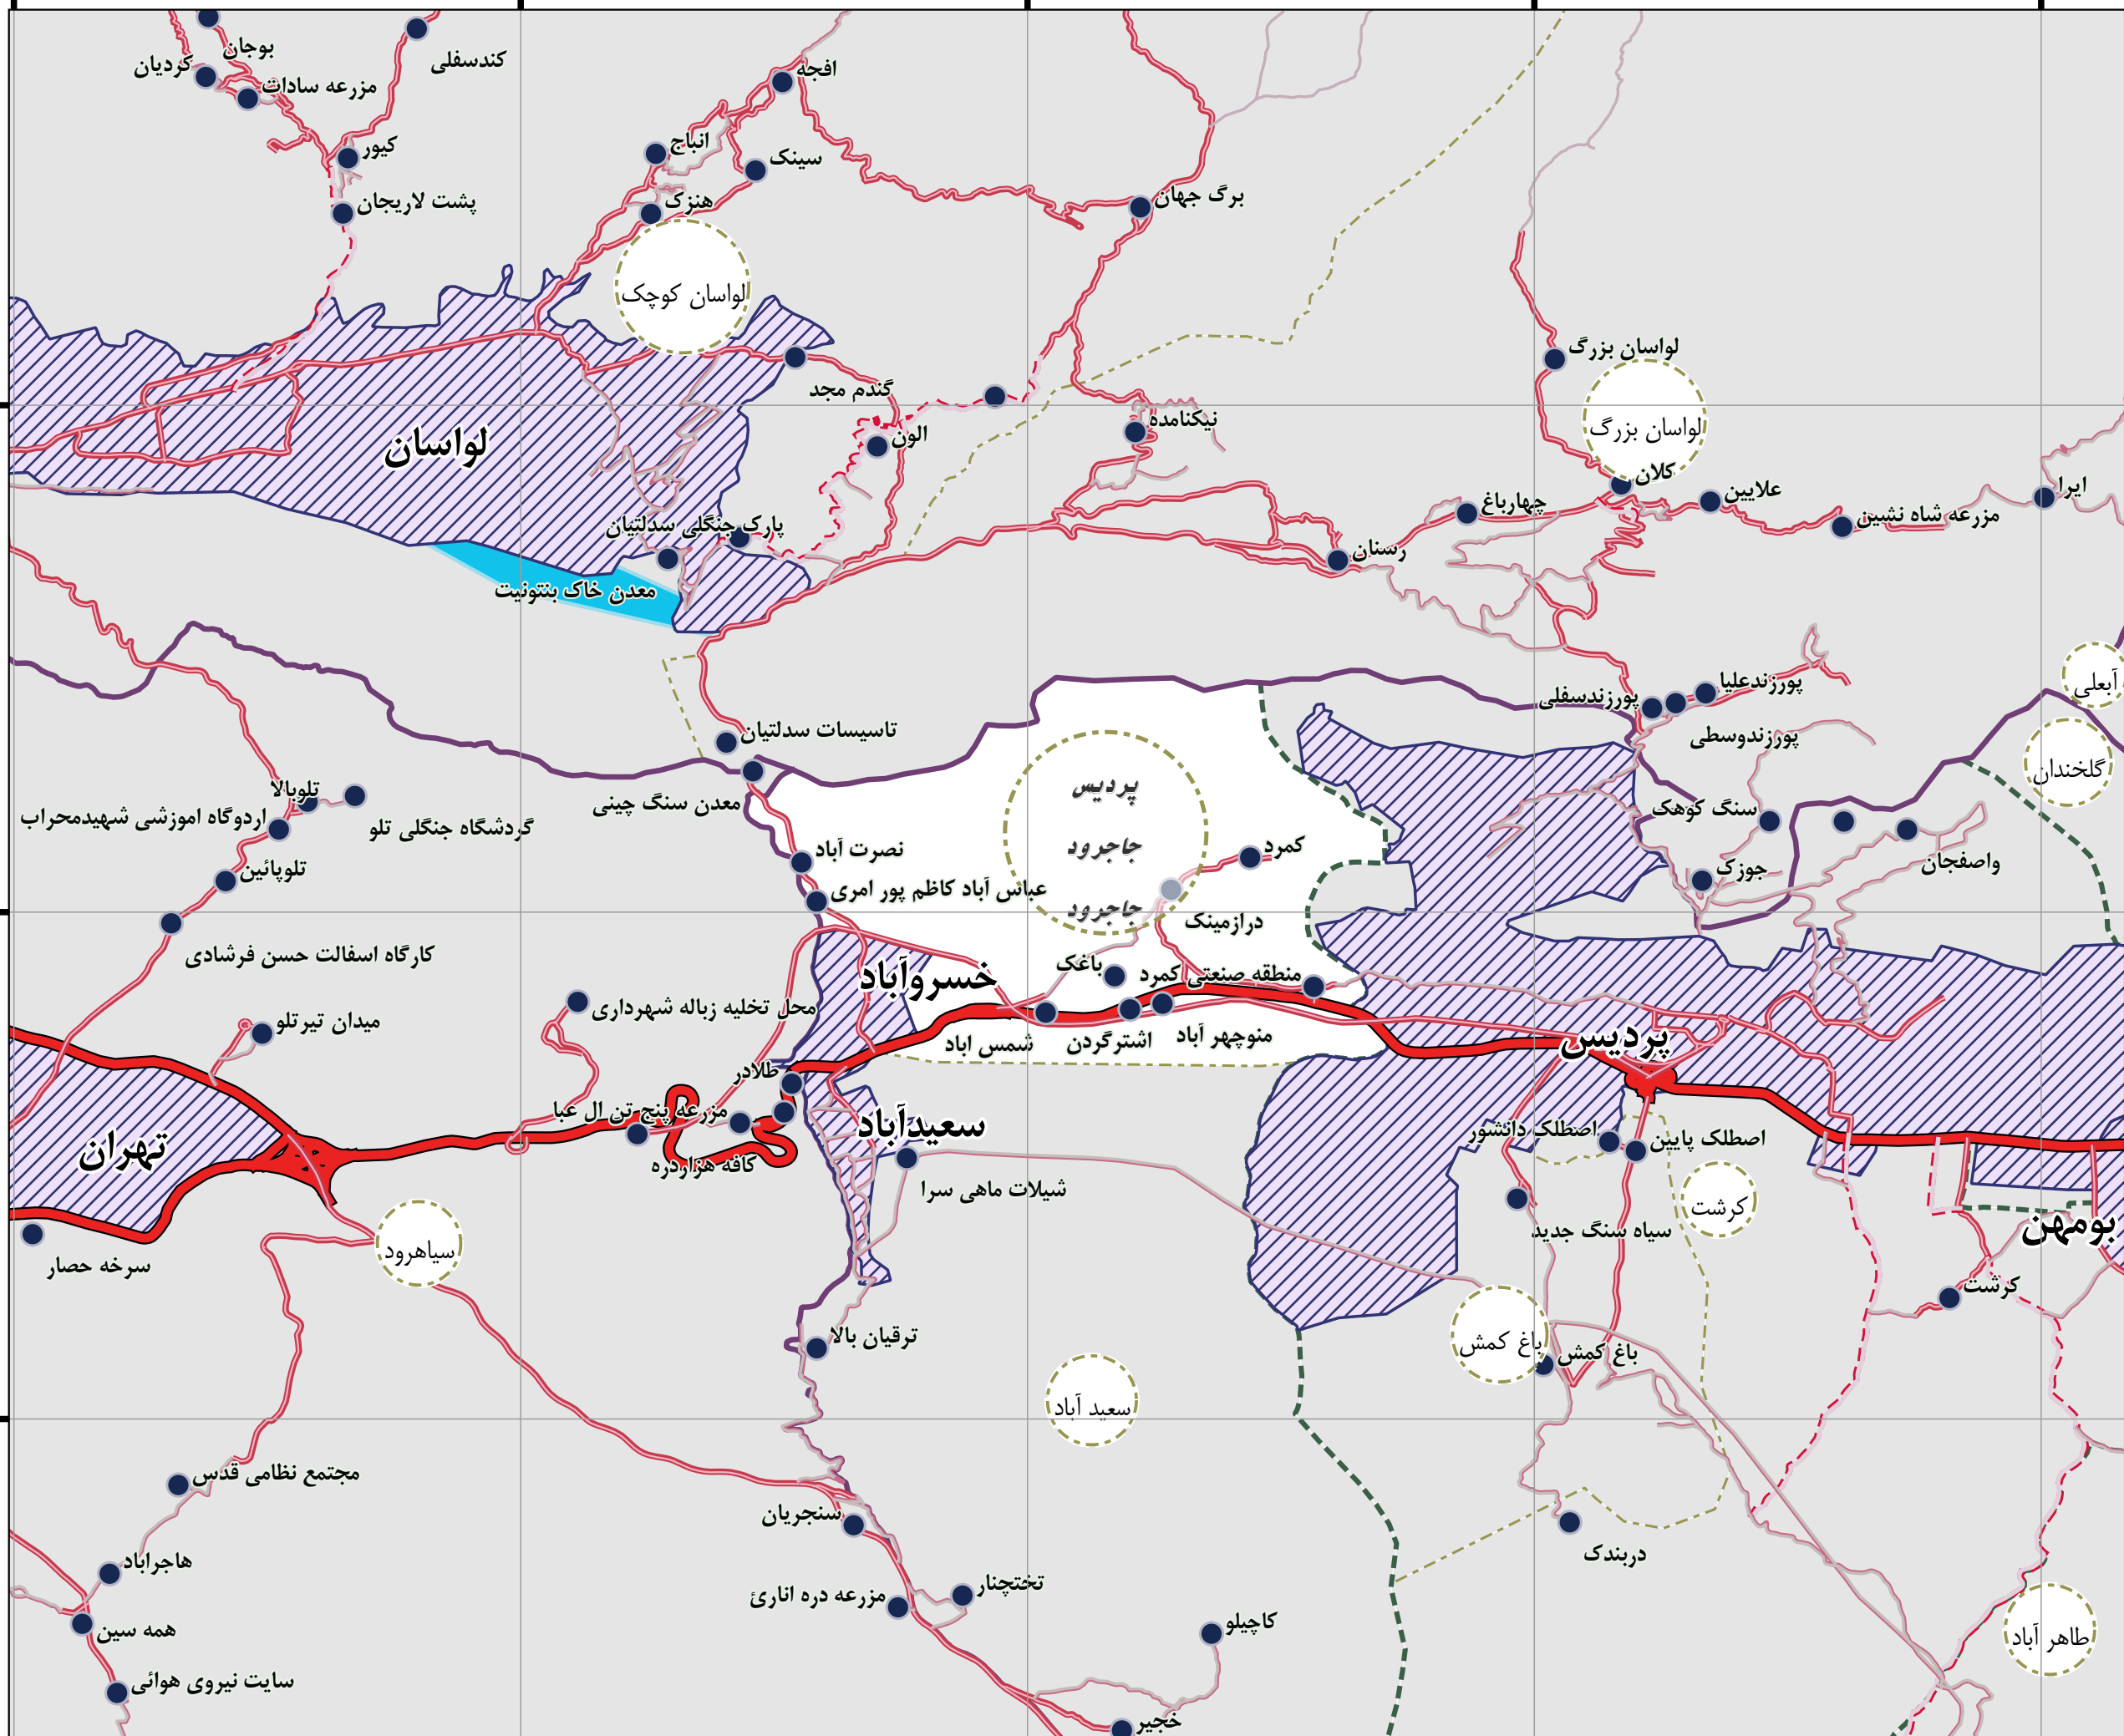 بوجان
کردیان
مزرعه سادات
کندسفلی
افجه
کیور
انباج
سینک
پشت لاریجان
هنزک
برگ جهان
لواسان کوچک
لواسان بزرگ
گندم مجد
نیکنامده
لواسان بزرگ
لواسان
الون
کلان
علایین
ایرا
چهارباغ
مزرعه شاه نشین
پارک جنگلی سدلتیان
رسنان
معدن خاک بنتونیت
آبعلی
پورزندعلیا
پورزندسفلی
تاسیسات سدلتیان
پورزندوسطی
گلخندان
پردیس
تلوبالا
معدن سنگ چینی
سنگ کوهک
اردوگاه اموزشی شهیدمحراب
گردشگاه جنگلی تلو
نصرت آباد
جاجرود
کمرد
واصفجان
تلوپائین
عباس آباد کاظم پور امری
جوزک
جاجرود
درازمینک
کارگاه اسفالت حسن فرشادی
خسروآباد
باغک
منطقه صنعتی کمرد
محل تخلیه زباله شهرداری
میدان تیرتلو
شمس اباد
اشترگردن
منوچهر آباد
پردیس
طلادر
مزرعه پنج تن ال عبا
سعیدآباد
اصطلک دانشور
اصطلک پایین
تهران
کافه هزاردره
شیلات ماهی سرا
کرشت
سیاه سنگ جدید
بومهن
سیاهرود
سرخه حصار
کرشت
ترقیان بالا
باغ کمش
باغ کمش
سعید آباد
مجتمع نظامی قدس
سنجریان
دربندک
هاجراباد
تختچنار
مزرعه دره انارئ
کاچیلو
همه سین
طاهر آباد
سایت نیروی هوائی
خجیر